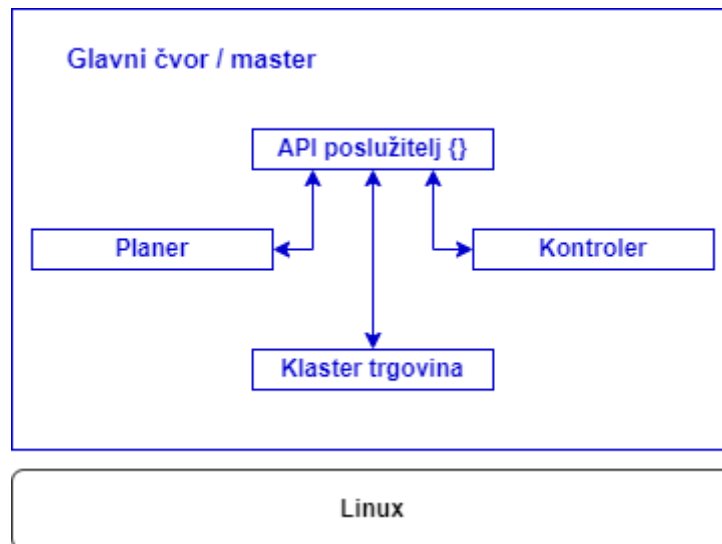 Glavni čvor / master
API poslužitelj {}
Planer
Kontroler
Klaster trgovina
Linux